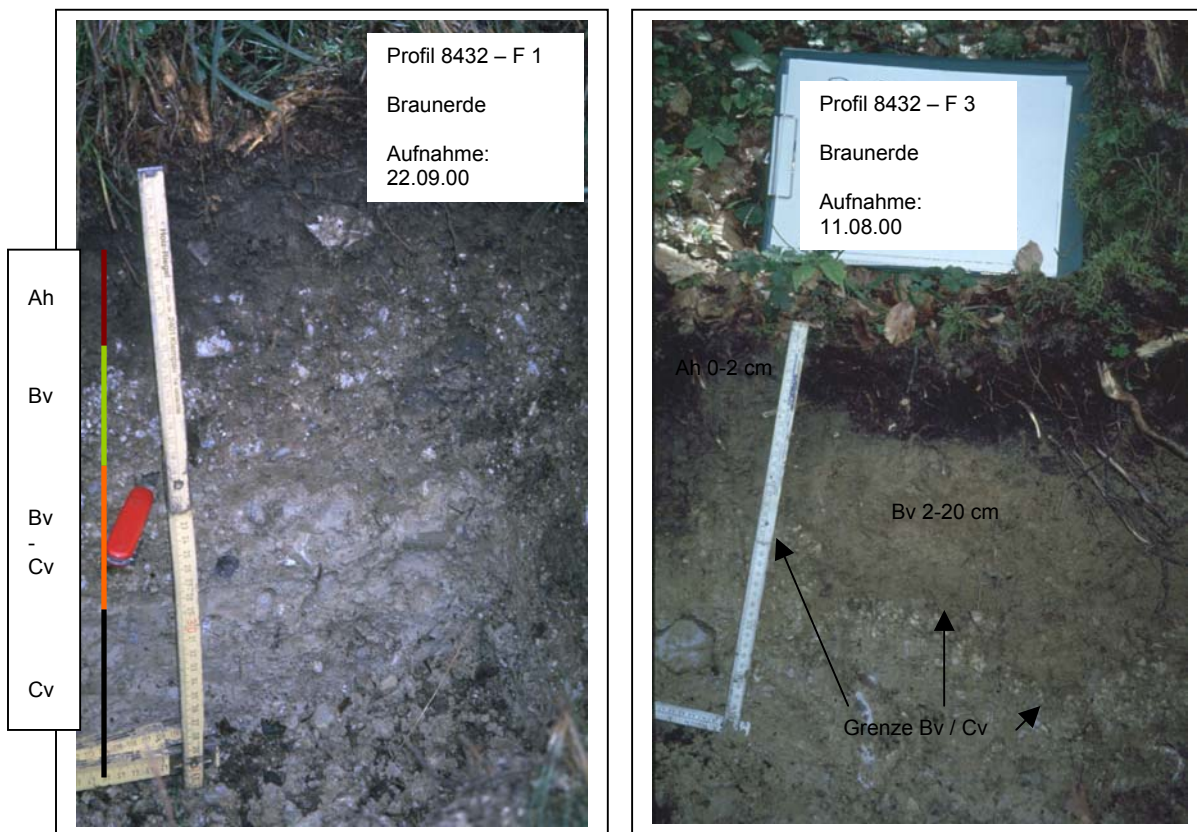 Profil 8432 – F 1
Braunerde
Aufnahme:
22.09.00
Ah
Bv
Bv
-
Cv
Cv
Profil 8432 – F 3
Braunerde
Aufnahme:
11.08.00
Ah 0-2 cm
Bv 2-20 cm
Grenze Bv / Cv